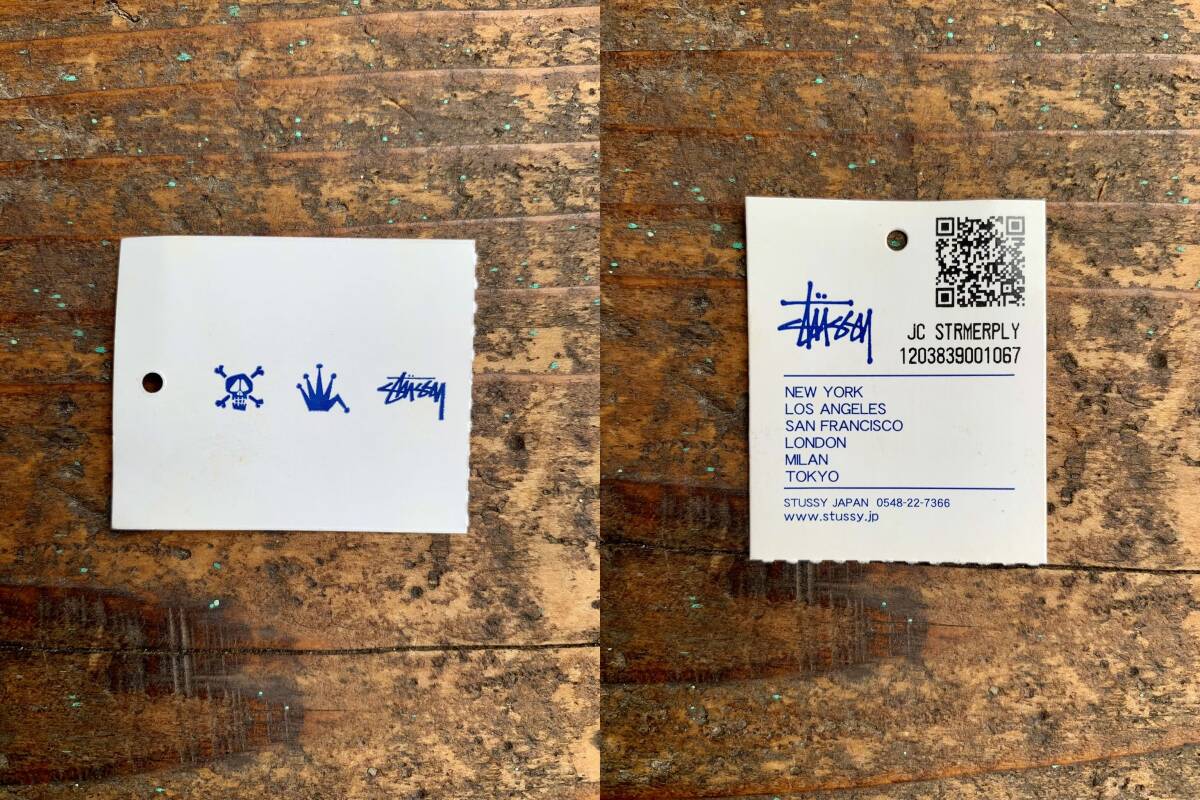 Stüssy
Stüssy
JC STRMERPLY
1203839001067
NEW YORK
LOS ANGELES
SAN FRANCISCO
LONDON
MILAN
TOKYO
STUSSY JAPAN 0548-22-7366
www.stussy.jp